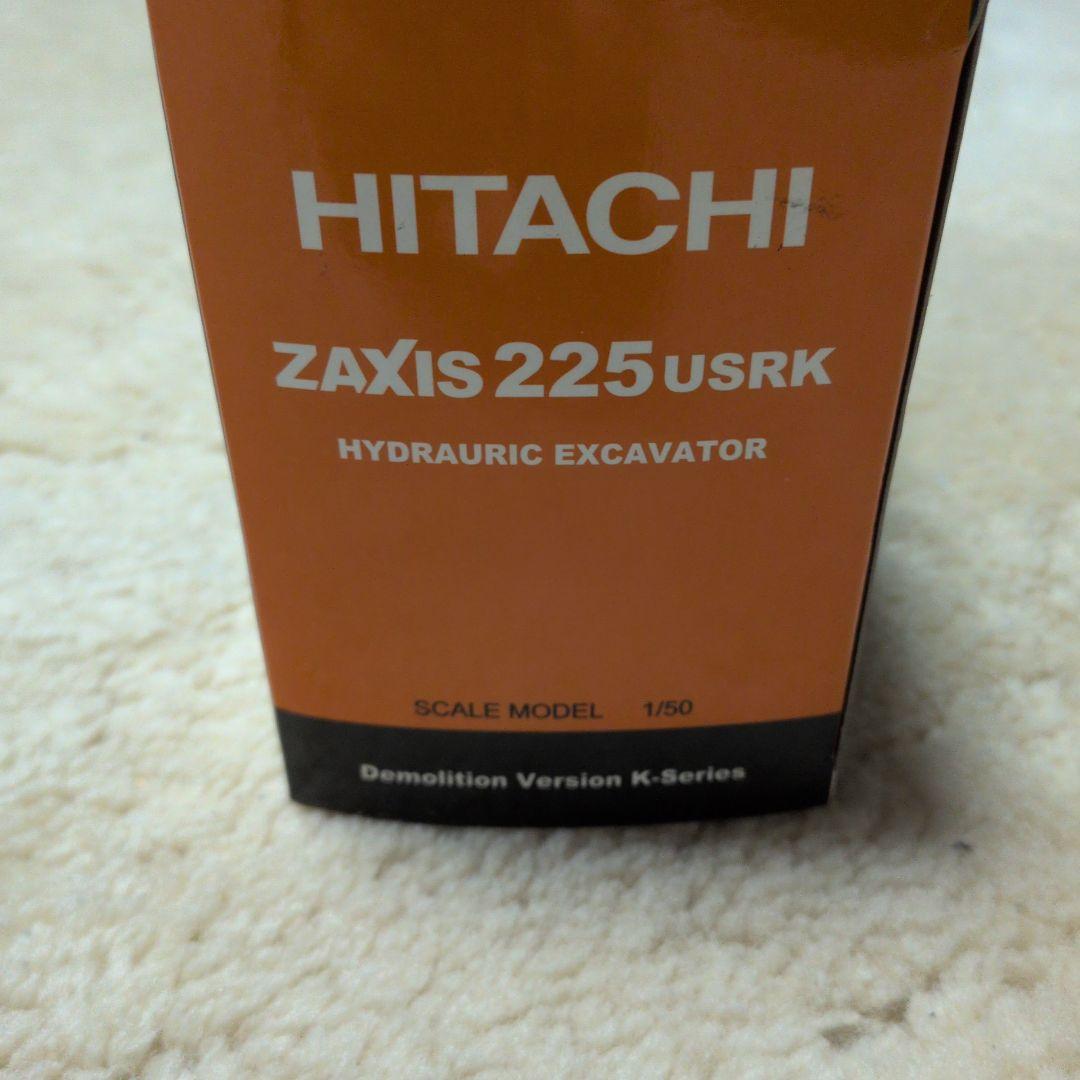 HITACHI
ZAXIS 225 USRK
HYDRAURIC EXCAVATOR
SCALE MODEL 1/50
Demolition Version K-Series